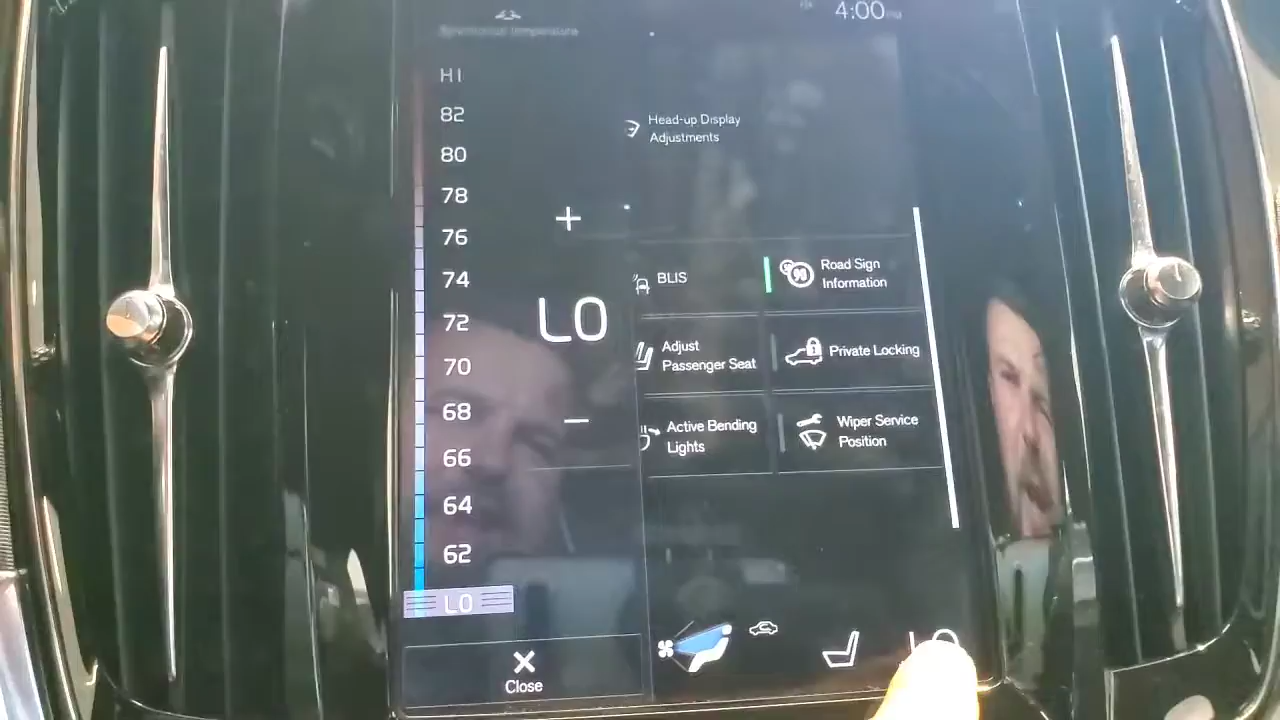 4:00
temperature
HI
82
80
78
76
74
72
70
68
66
64
62
LO
+
LO
—
Close
Head-up Display
Adjustments
BLIS
Road Sign
Information
Adjust
Passenger Seat
Private Locking
Active Bending
Lights
Wiper Service
Position